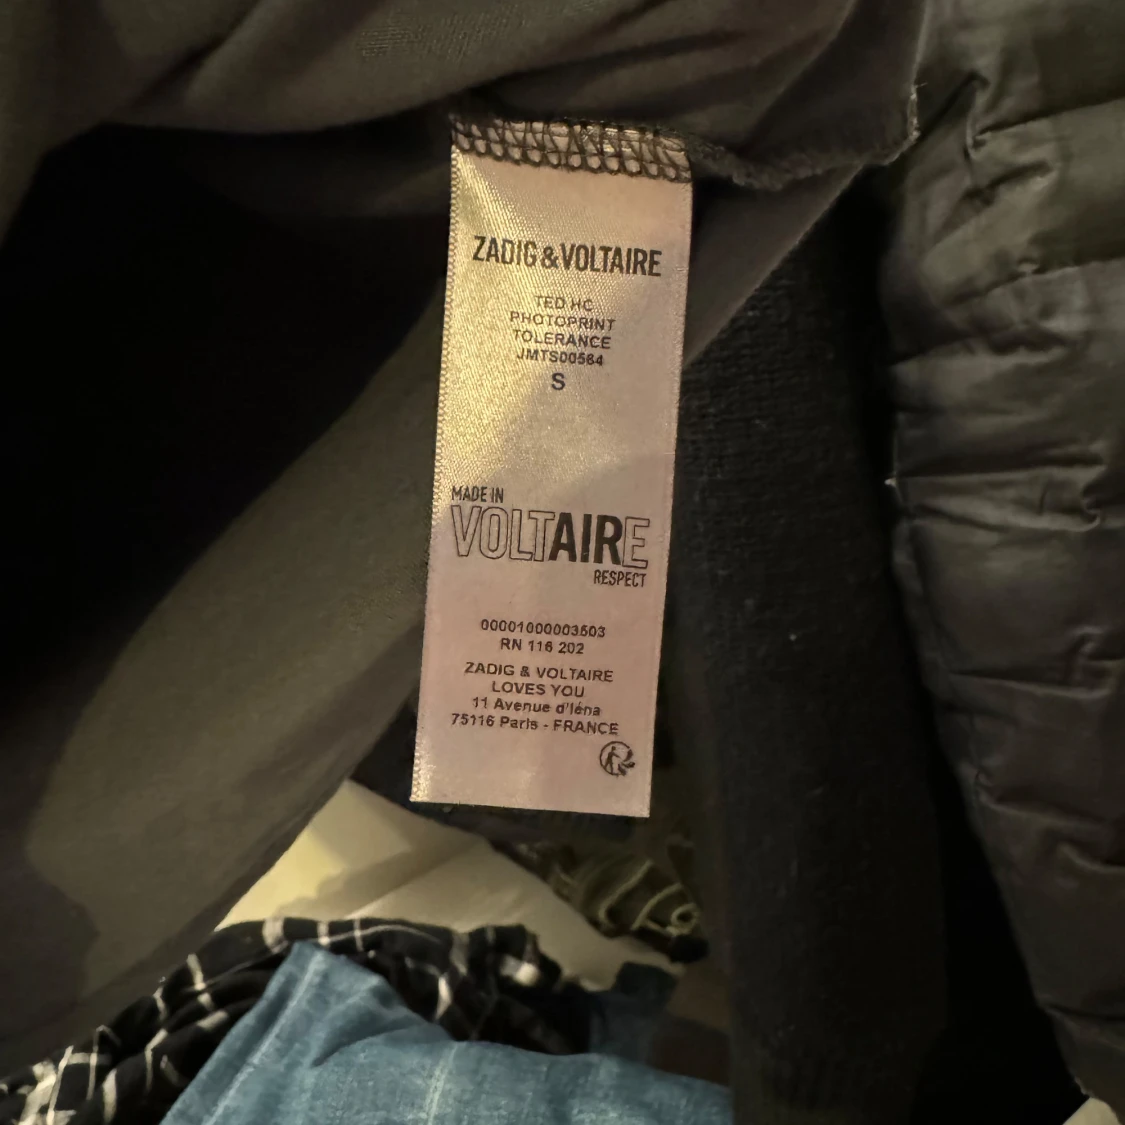 ZADIG & VOLTAIRE
TED HC
PHOTOPRINT
TOLERANCE
JMTS00584
S
MADE IN
VOLTAIRE
RESPECT
00001000003503
RN 116 202
ZADIG & VOLTAIRE
LOVES YOU
11 Avenue d'Iéna
75116 Paris - FRANCE